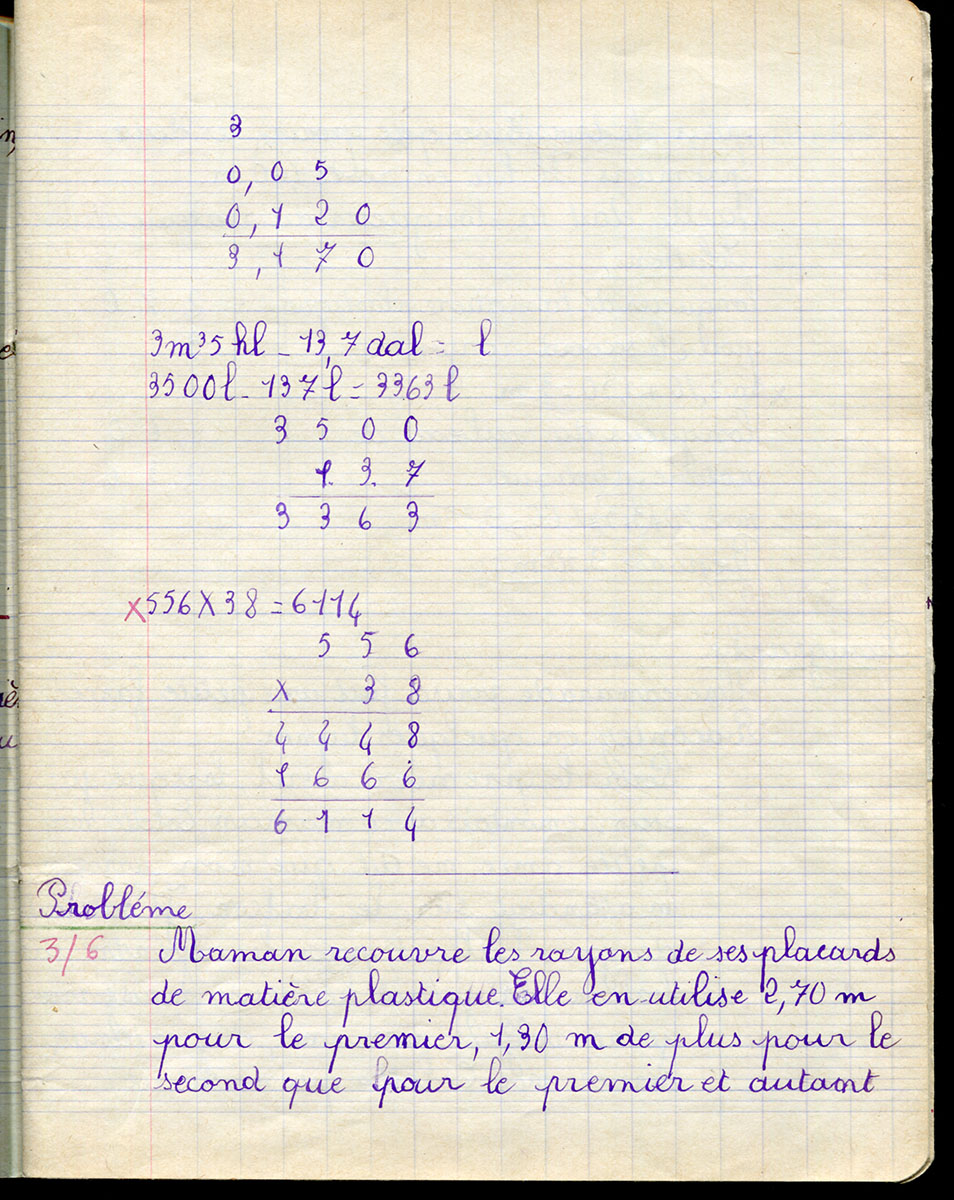 3
0,05
0,120
3,170
3m³5hl - 13,7dal = l
3500l - 137l = 3363l
3500
137
3363
x 556 X 38 = 6114
556
x 38
4448
1666
6114
Probléme
3/6 Maman recouvre les rayons de ses placards
de matière plastique. Elle en utilise 2,70 m
pour le premier, 1,30 m de plus pour le
second que pour le premier et autant